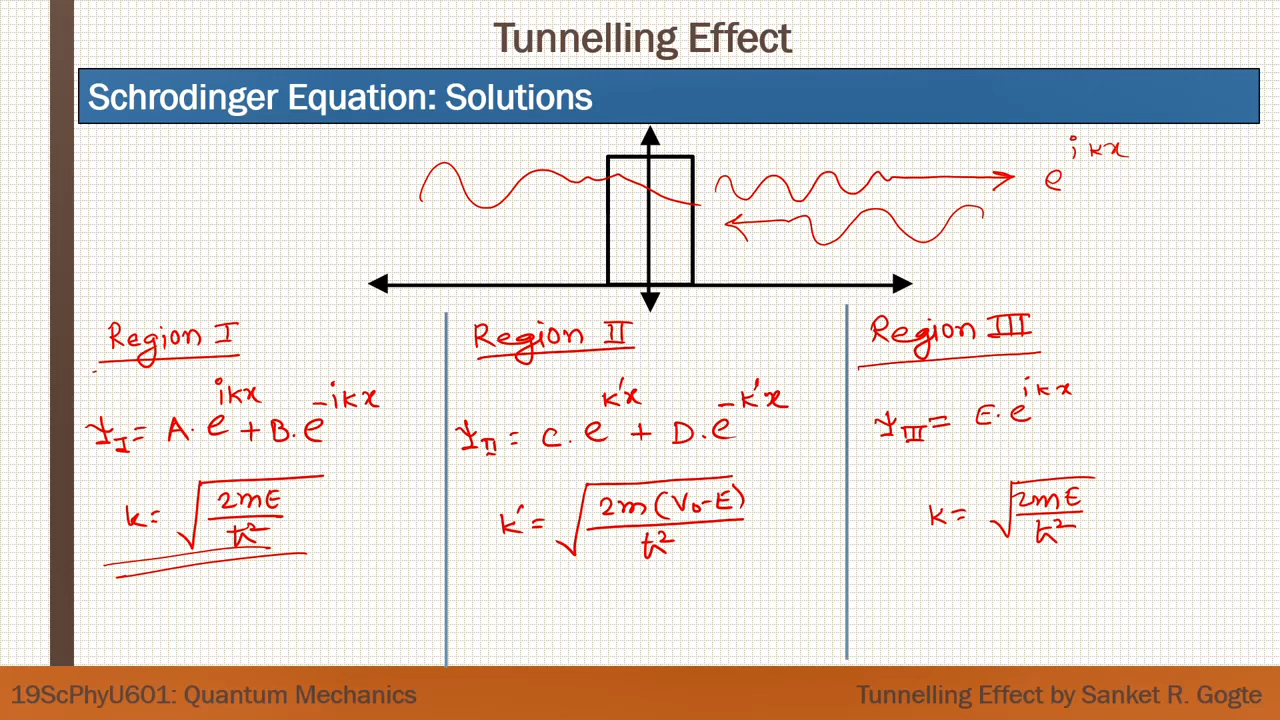 Tunnelling Effect
Schrodinger Equation: Solutions
e^{ikx}
Region I
Ψ_I = A.e^{ikx} + B.e^{-ikx}
k = √(2mE/ħ²)
Region II
Ψ_II = C.e^{k'x} + D.e^{-k'x}
k' = √(2m(V₀-E)/ħ²)
Region III
Ψ_III = E.e^{ikx}
k = √(2mE/ħ²)
19ScPhyU601: Quantum Mechanics
Tunnelling Effect by Sanket R. Gogte